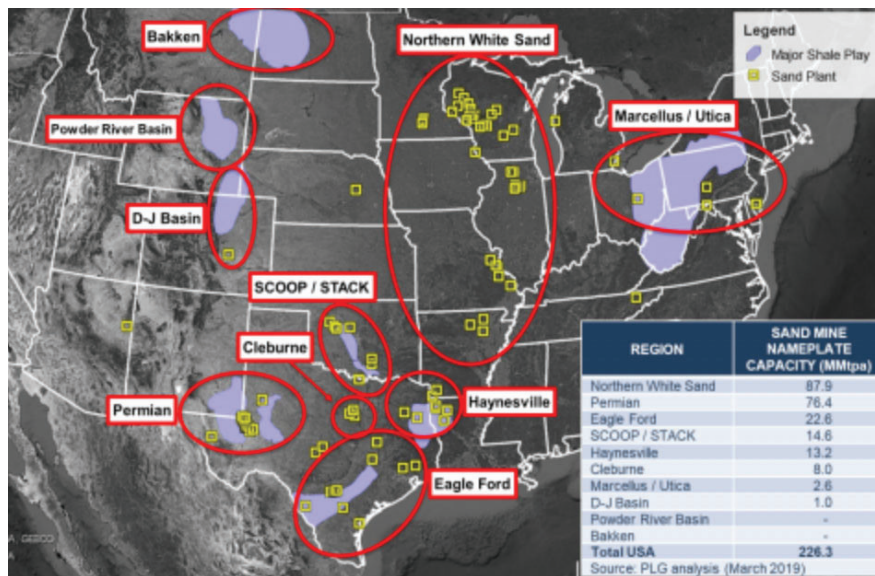 Bakken
Northern White Sand
Legend
Major Shale Play
Sand Plant
Powder River Basin
Marcellus / Utica
D-J Basin
SCOOP / STACK
Cleburne
Permian
Haynesville
Eagle Ford
REGION SAND MINE NAMEPLATE CAPACITY (MMtpa)
Northern White Sand 87.9
Permian 76.4
Eagle Ford 22.6
SCOOP / STACK 14.6
Haynesville 13.2
Cleburne 8.0
Marcellus / Utica 2.6
D-J Basin 1.0
Powder River Basin -
Bakken -
Total USA 226.3
Source: PLG analysis (March 2019)
A, GEBCO